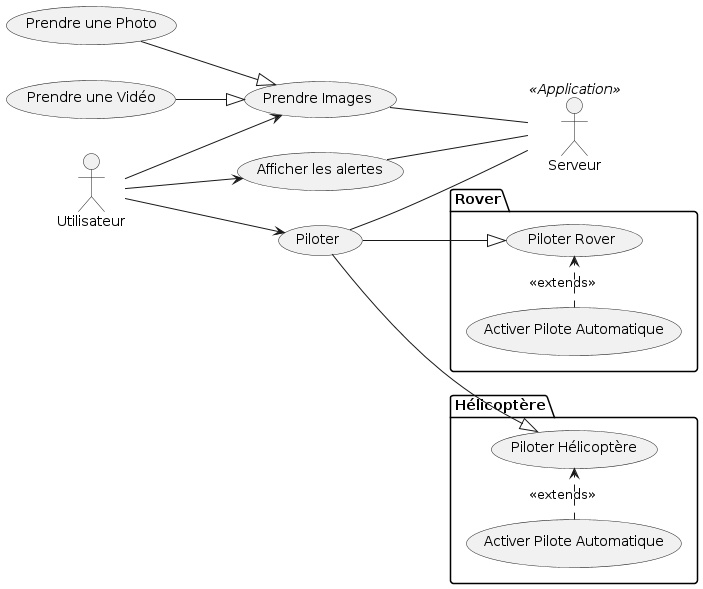 Prendre une Photo
Prendre une Vidéo
Prendre Images
«Application»
Serveur
Afficher les alertes
Utilisateur
Piloter
Rover
Piloter Rover
«extends»
Activer Pilote Automatique
Hélicoptère
Piloter Hélicoptère
«extends»
Activer Pilote Automatique